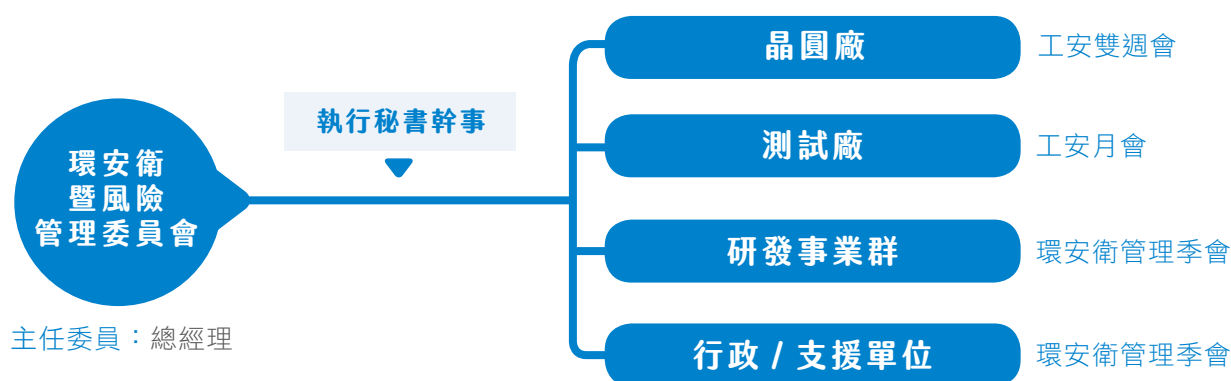 環安衛
暨風險
管理委員會
主任委員：總經理
執行秘書幹事
晶圓廠
工安雙週會
測試廠
工安月會
研發事業群
環安衛管理季會
行政 / 支援單位
環安衛管理季會